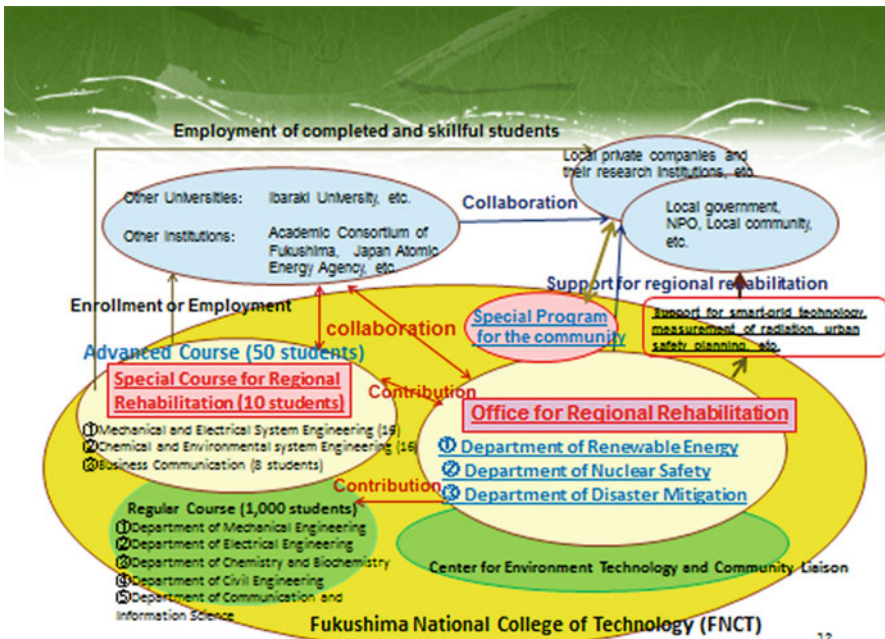 Employment of completed and skillful students
Local private companies and
their research institutions, etc.
Other Universities: Ibaraki University, etc.
Other Institutions: Academic Consortium of
Fukushima, Japan Atomic
Energy Agency, etc.
Collaboration
Local government,
NPO, Local community,
etc.
Support for regional rehabilitation
Enrollment or Employment
collaboration
Special Program
for the community
Support for smart-grid technology,
measurement of radiation, urban
safety planning, etc.
Advanced Course (50 students)
Special Course for Regional
Rehabilitation (10 students)
①Mechanical and Electrical System Engineering (16)
②Chemical and Environmental system Engineering (16)
③Business Communication (8 students)
Contribution
Office for Regional Rehabilitation
① Department of Renewable Energy
② Department of Nuclear Safety
③ Department of Disaster Mitigation
Contribution
Regular Course (1,000 students)
①Department of Mechanical Engineering
②Department of Electrical Engineering
③Department of Chemistry and Biochemistry
④Department of Civil Engineering
⑤Department of Communication and
Information Science
Center for Environment Technology and Community Liaison
Fukushima National College of Technology (FNCT)